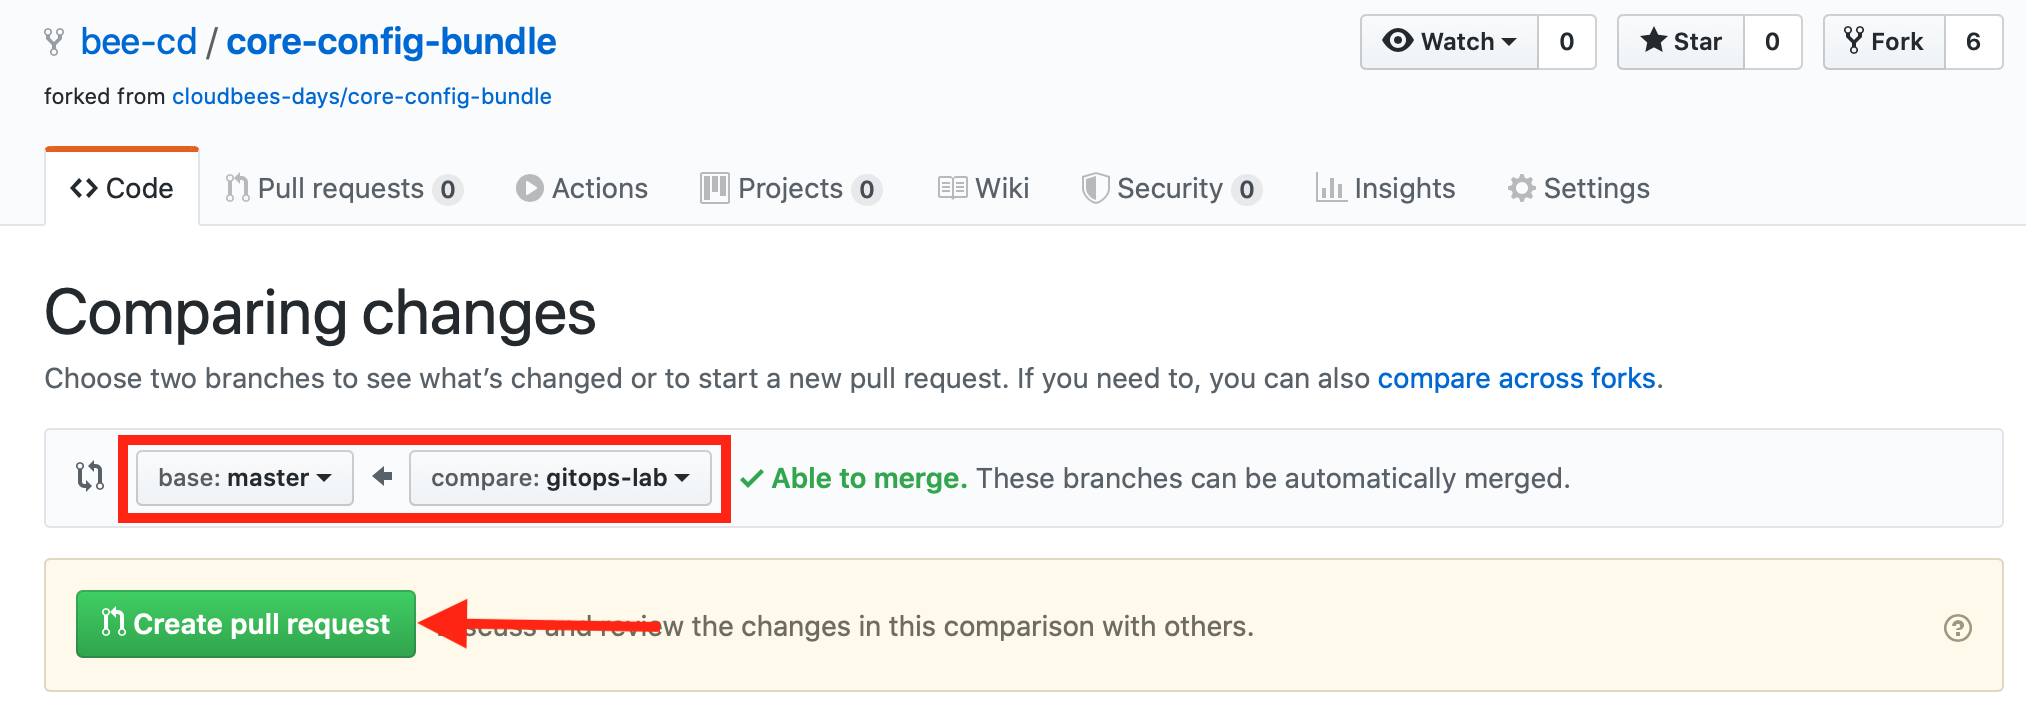 bee-cd / core-config-bundle
Watch 0 Star 0 Fork 6
forked from cloudbees-days/core-config-bundle
Code Pull requests 0 Actions Projects 0 Wiki Security 0 Insights Settings
Comparing changes
Choose two branches to see what's changed or to start a new pull request. If you need to, you can also compare across forks.
base: master compare: gitops-lab Able to merge. These branches can be automatically merged.
Create pull request Discuss and review the changes in this comparison with others.